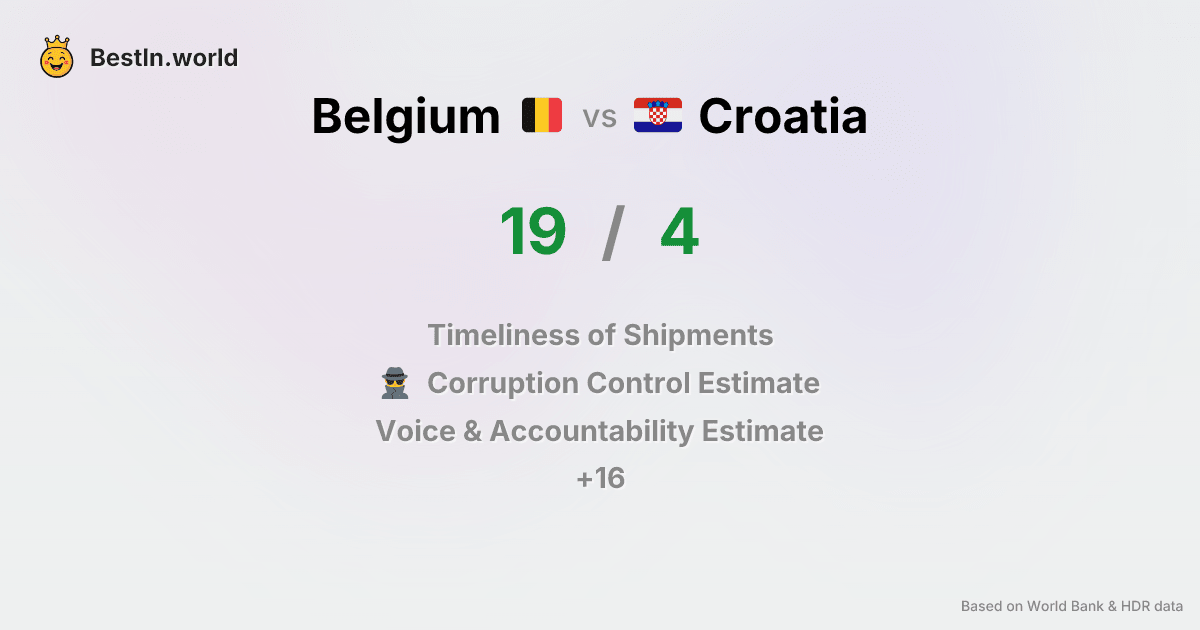 BestIn.world
Belgium vs Croatia
19 / 4
Timeliness of Shipments
Corruption Control Estimate
Voice & Accountability Estimate
+16
Based on World Bank & HDR data